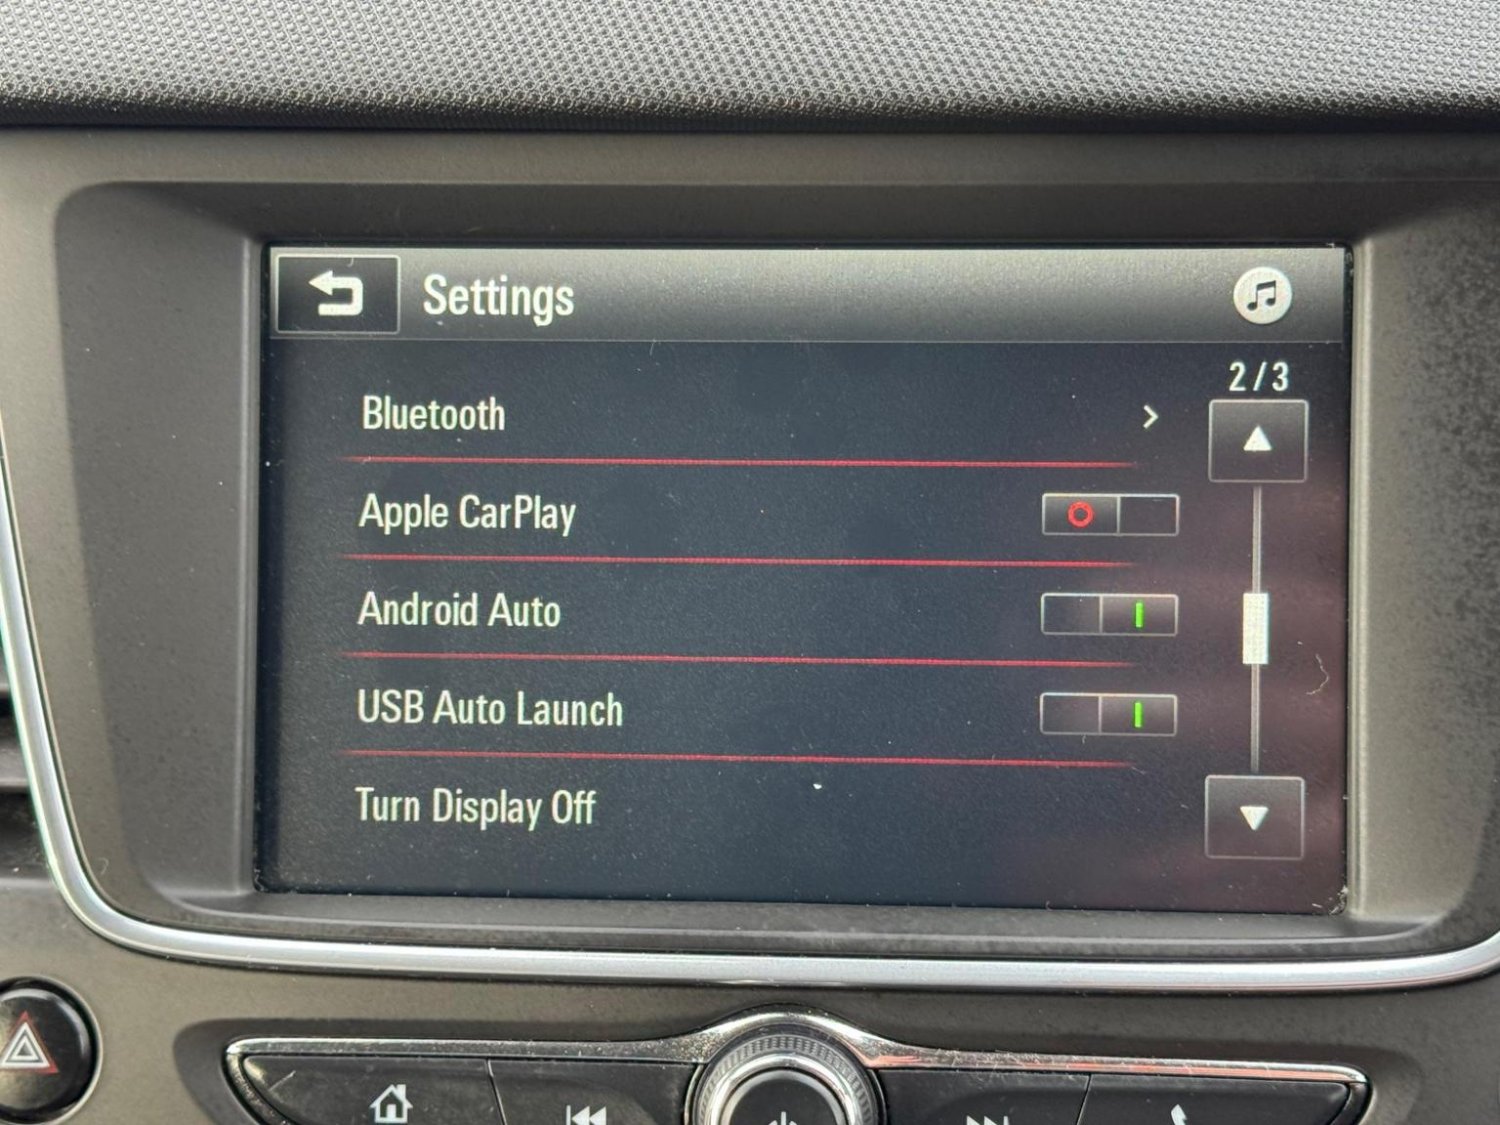 Settings
2/3
Bluetooth
Apple CarPlay
Android Auto
USB Auto Launch
Turn Display Off